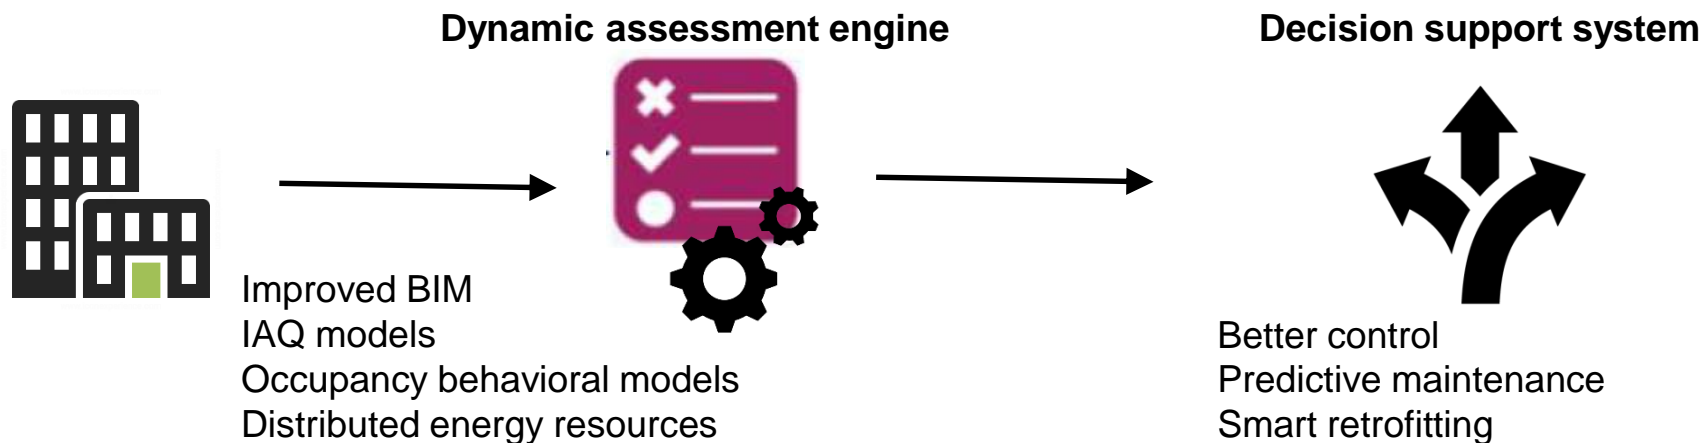 Dynamic assessment engine
Decision support system
Improved BIM
IAQ models
Occupancy behavioral models
Distributed energy resources
Better control
Predictive maintenance
Smart retrofitting